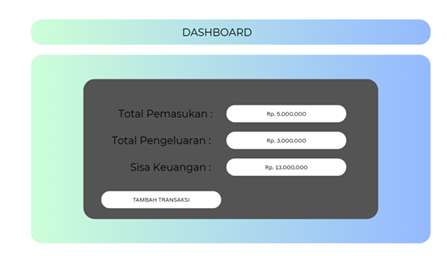 DASHBOARD
Total Pemasukan : Rp. 5.000.000
Total Pengeluaran : Rp. 3.000.000
Sisa Keuangan : Rp. 13.000.000
TAMBAH TRANSAKSI